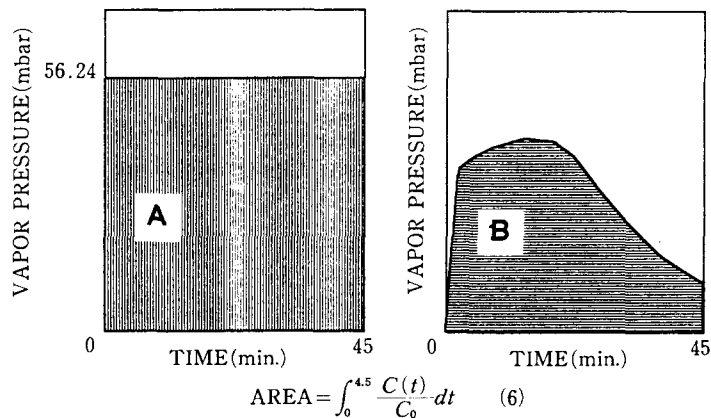 VAPOR PRESSURE(mbar)
56.24
A
0
45
TIME(min.)
VAPOR PRESSURE(mbar)
B
0
45
TIME(min.)
AREA = ∫₀^4.5 C(t)/C₀ dt (6)